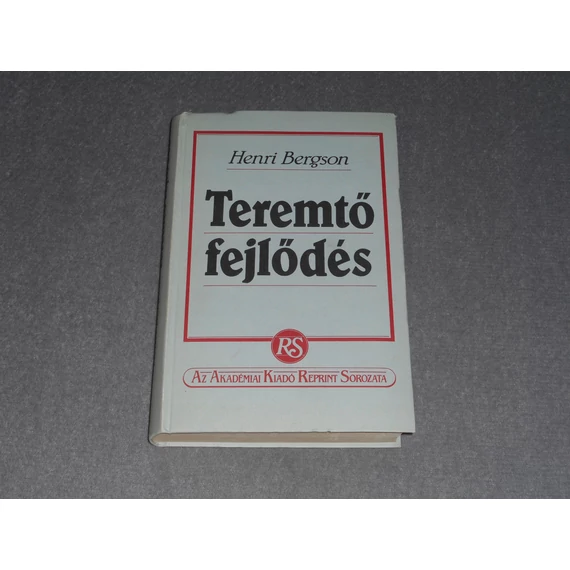 Henri Bergson
Teremtő
fejlődés
RS
AZ AKADÉMIAI KIADÓ REPRINT SOROZATA